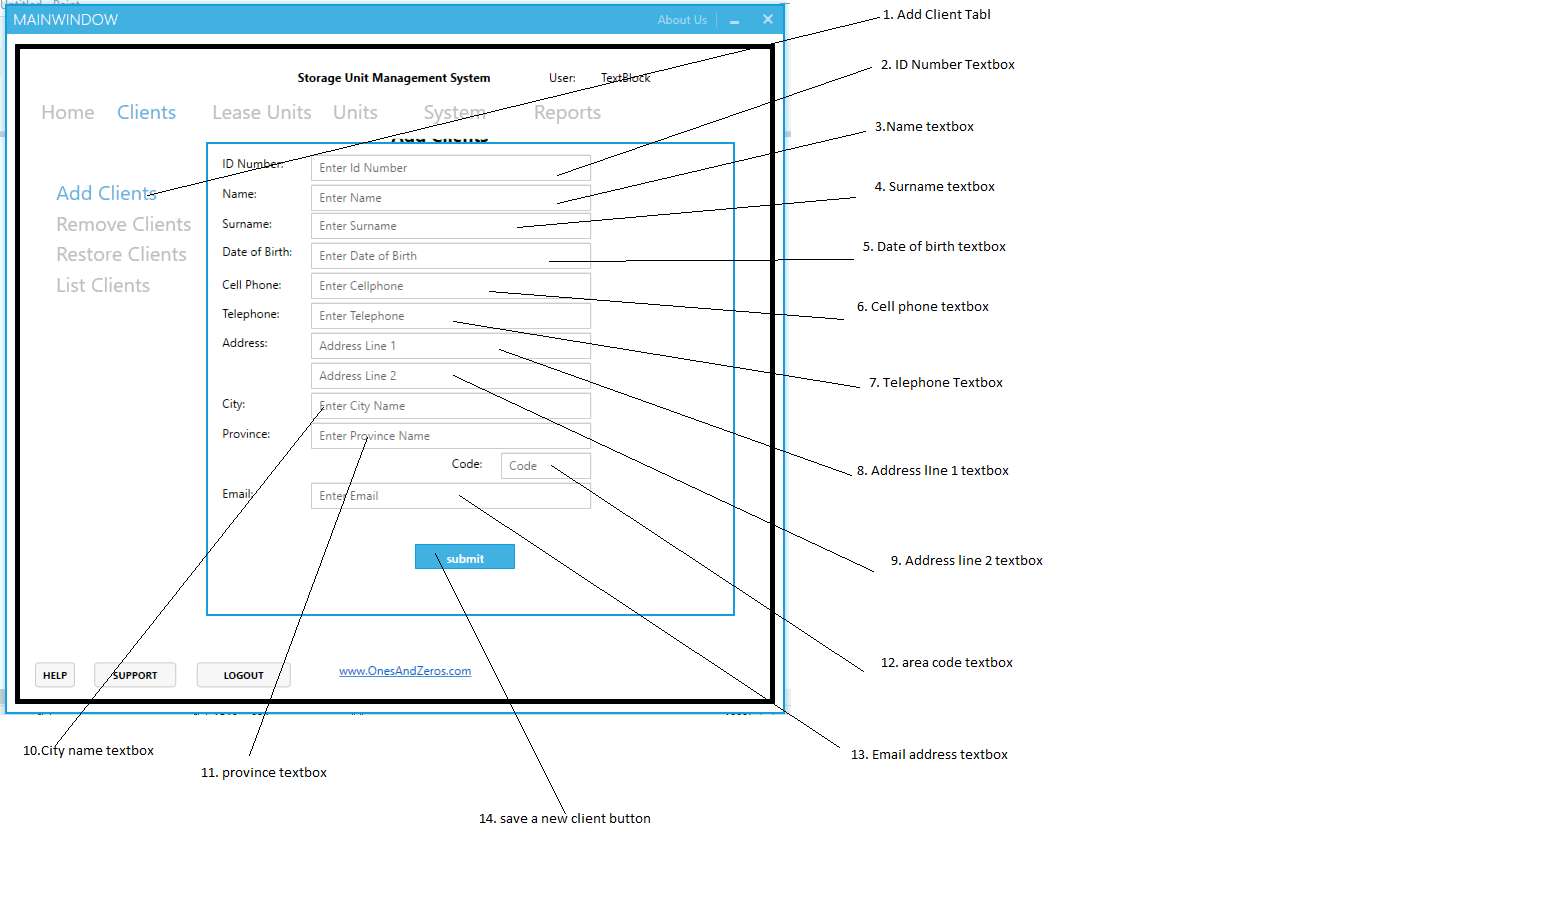 MAINWINDOW
About Us
1. Add Client Tabl
Storage Unit Management System
User: TextBlock
2. ID Number Textbox
Home Clients Lease Units Units System Reports
3.Name textbox
Add Clients
ID Number: Enter Id Number
Add Clients
Name: Enter Name
4. Surname textbox
Remove Clients
Surname: Enter Surname
Restore Clients
Date of Birth: Enter Date of Birth
5. Date of birth textbox
List Clients
Cell Phone: Enter Cellphone
6. Cell phone textbox
Telephone: Enter Telephone
Address: Address Line 1
Address Line 2
7. Telephone Textbox
City: Enter City Name
Province: Enter Province Name
Code: Code
8. Address lIne 1 textbox
Email: Enter Email
submit
9. Address line 2 textbox
12. area code textbox
HELP SUPPORT LOGOUT www.OnesAndZeros.com
10.City name textbox
13. Email address textbox
11. province textbox
14. save a new client button